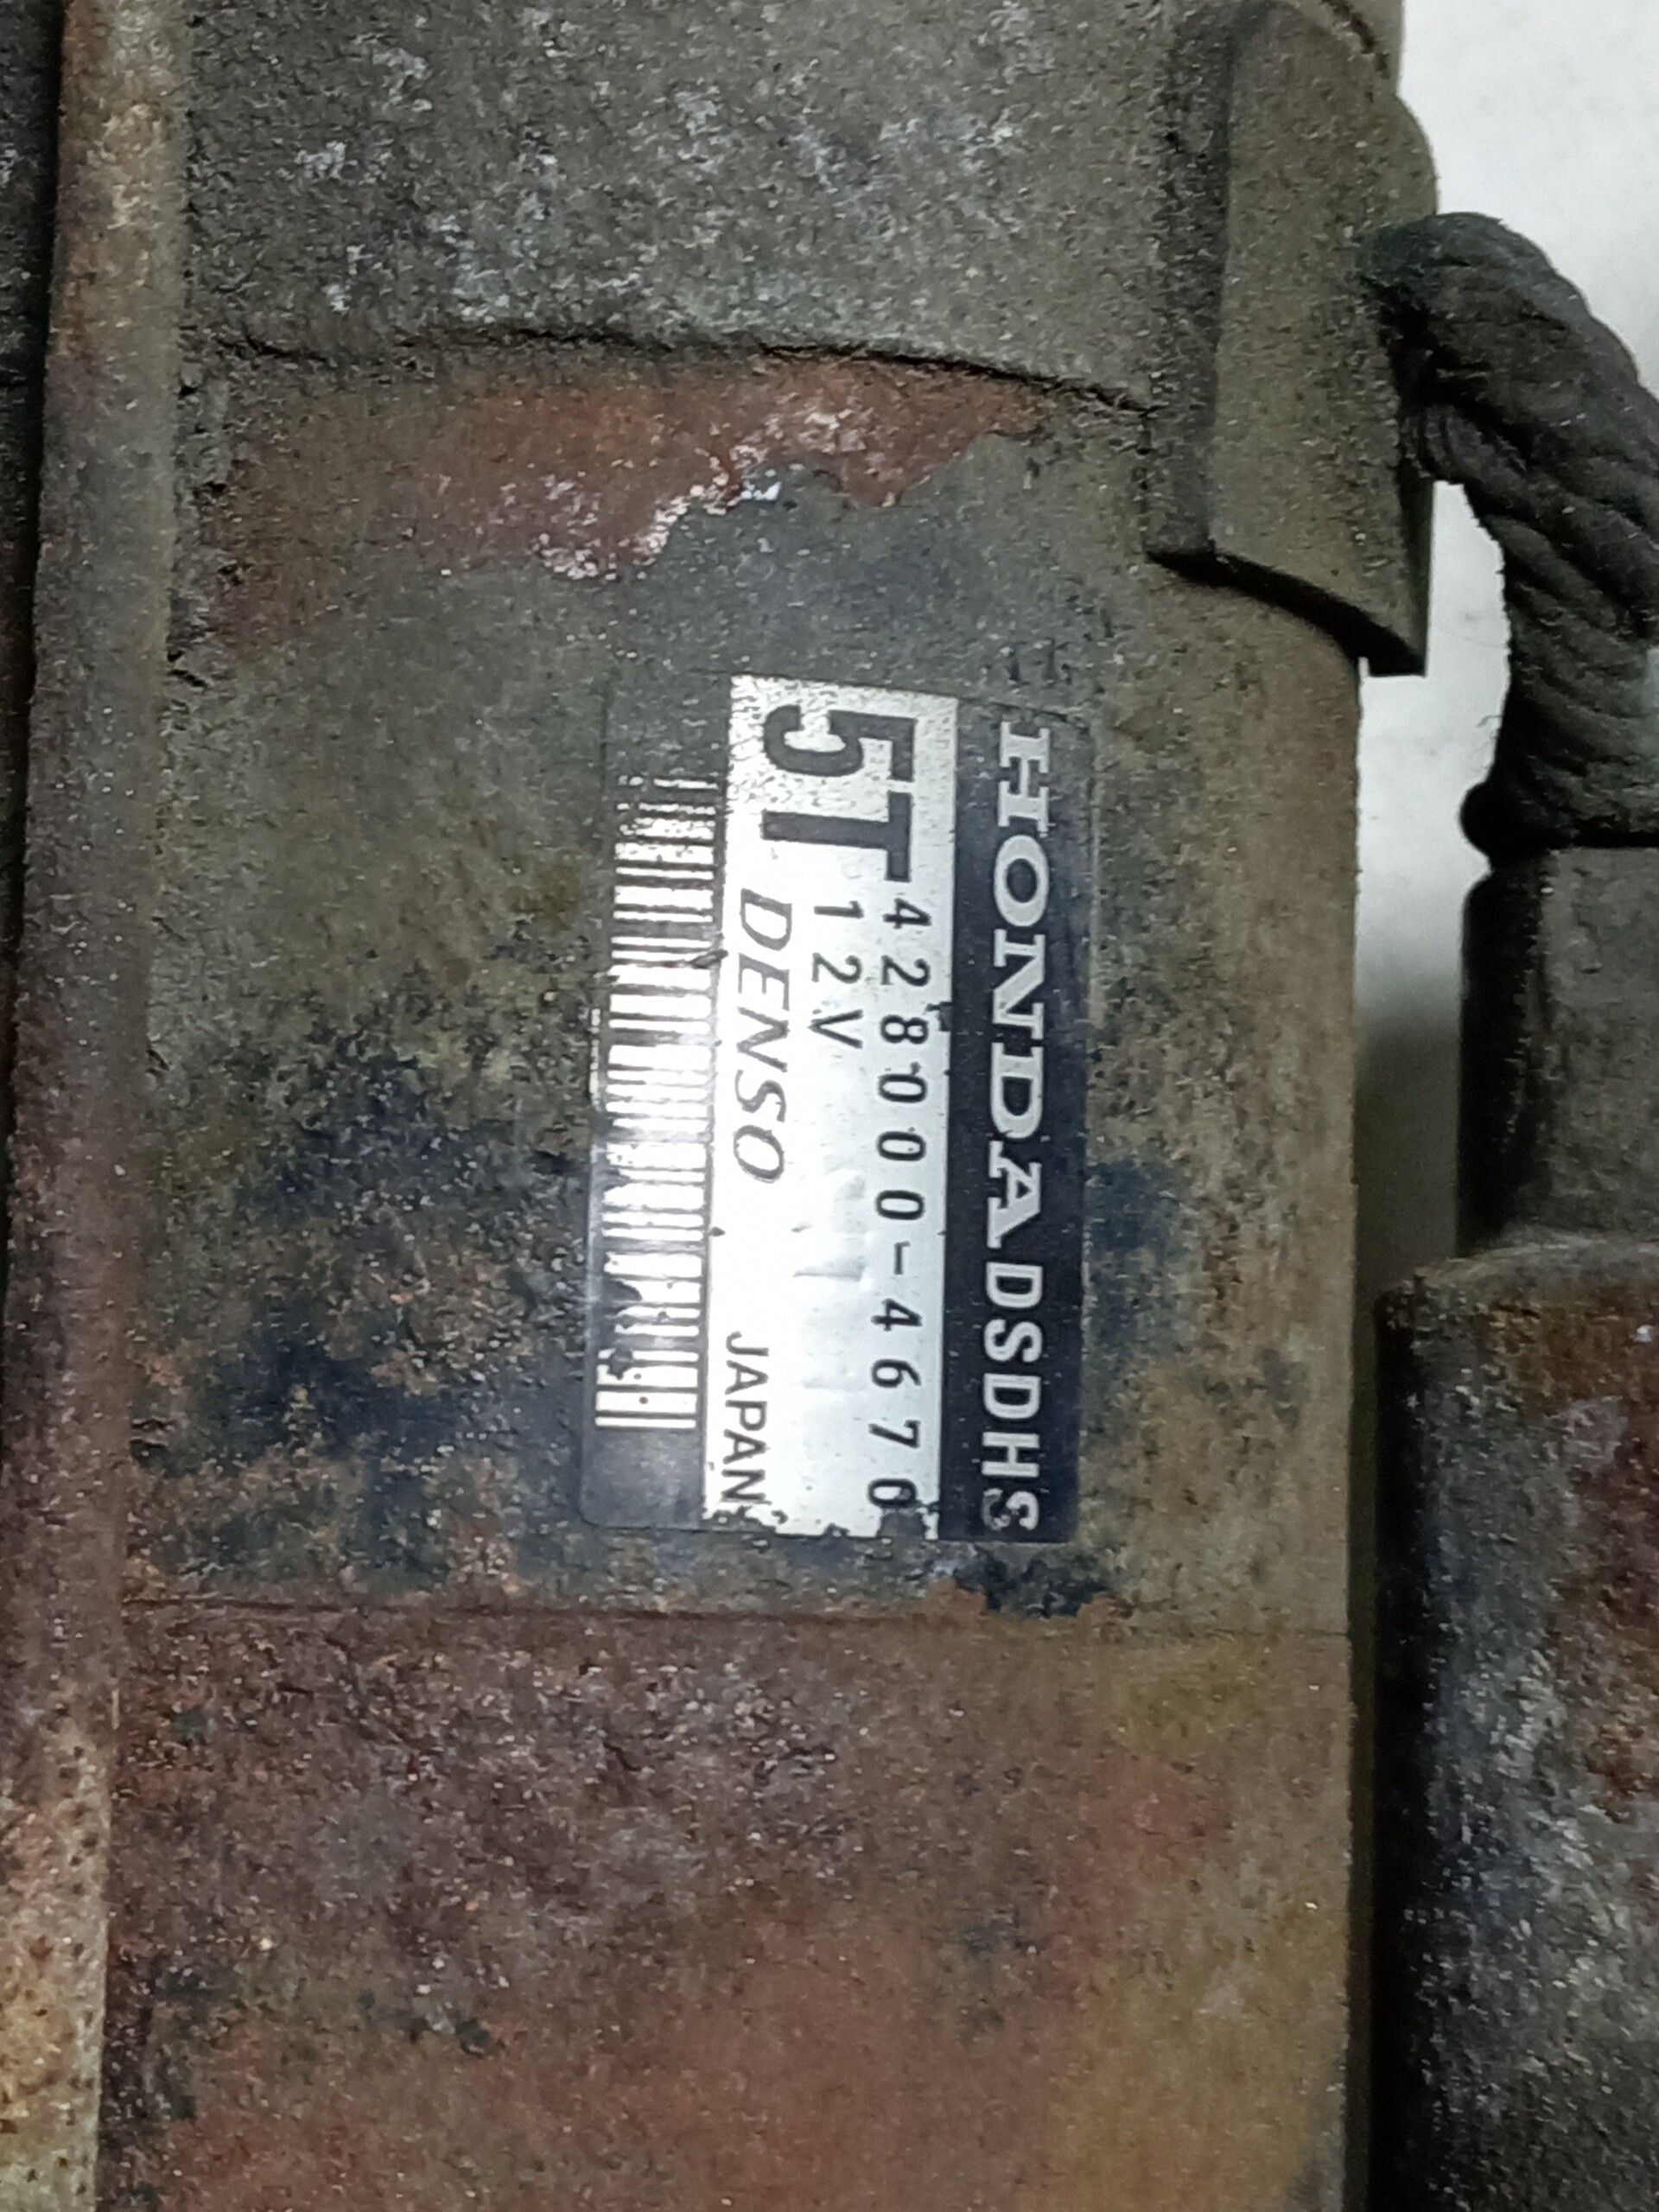 HONDA DSDHS
5T 428000-4670
12V
DENSO JAPAN